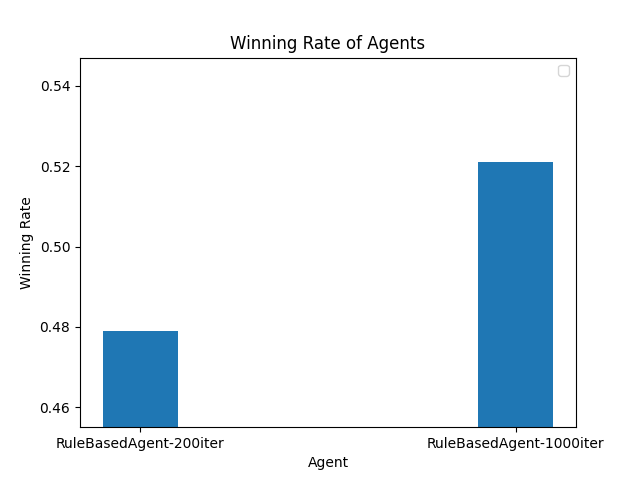 Winning Rate of Agents
0.54
0.52
0.50
0.48
0.46
Winning Rate
RuleBasedAgent-200iter
RuleBasedAgent-1000iter
Agent